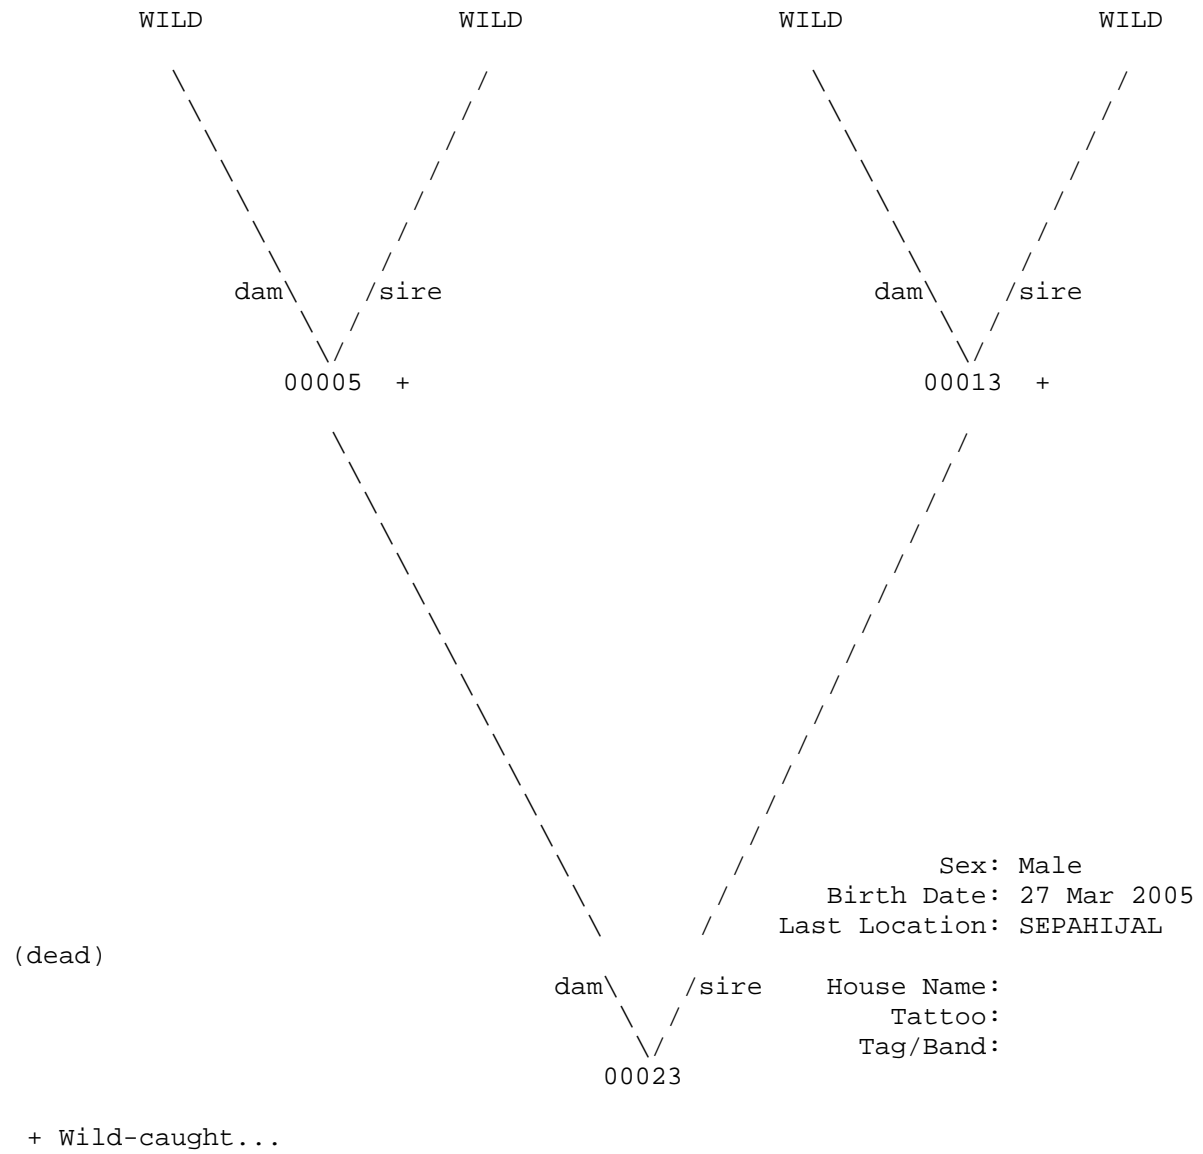 WILD WILD WILD WILD
dam\ /sire dam\ /sire
00005 + 00013 +
Sex: Male
Birth Date: 27 Mar 2005
Last Location: SEPAHIJAL
(dead)
dam\ /sire House Name:
Tattoo:
Tag/Band:
00023
+ Wild-caught...